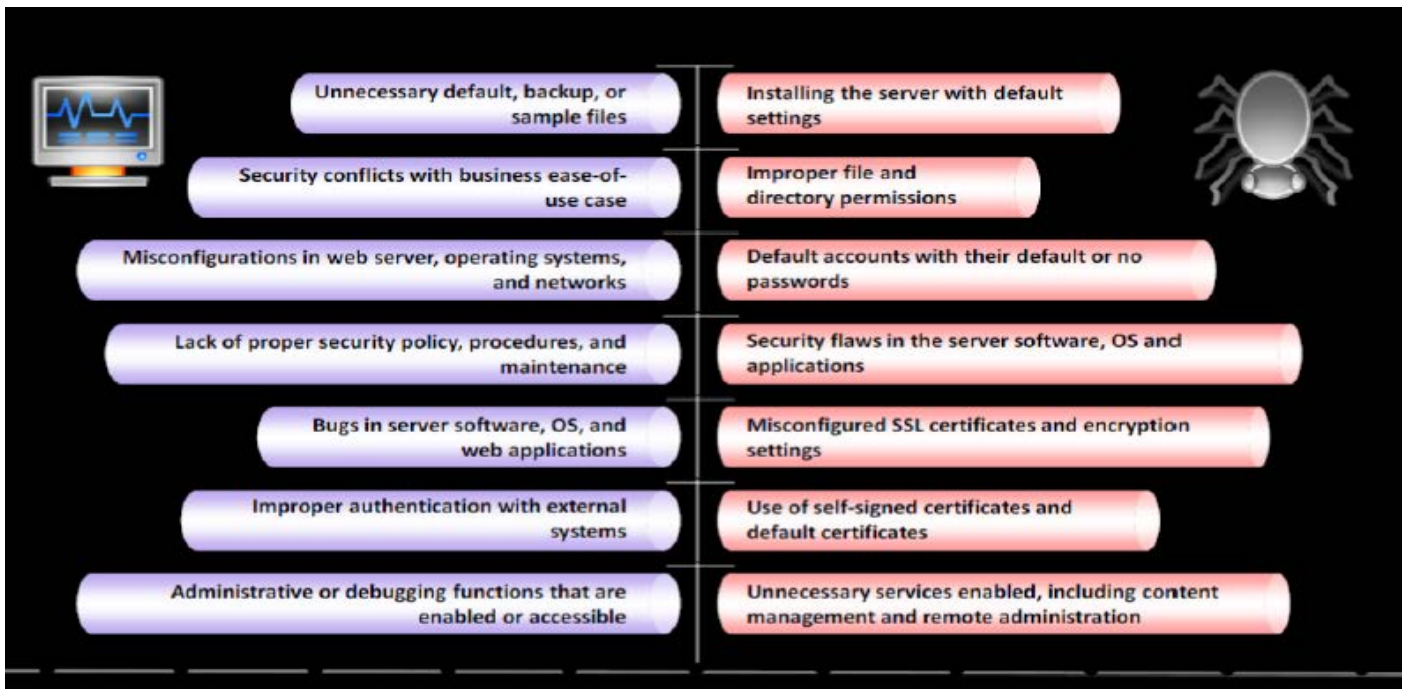 Unnecessary default, backup, or
sample files
Installing the server with default
settings
Security conflicts with business ease-of-
use case
Improper file and
directory permissions
Misconfigurations in web server, operating systems,
and networks
Default accounts with their default or no
passwords
Lack of proper security policy, procedures, and
maintenance
Security flaws in the server software, OS and
applications
Bugs in server software, OS, and
web applications
Misconfigured SSL certificates and encryption
settings
Improper authentication with external
systems
Use of self-signed certificates and
default certificates
Administrative or debugging functions that are
enabled or accessible
Unnecessary services enabled, including content
management and remote administration